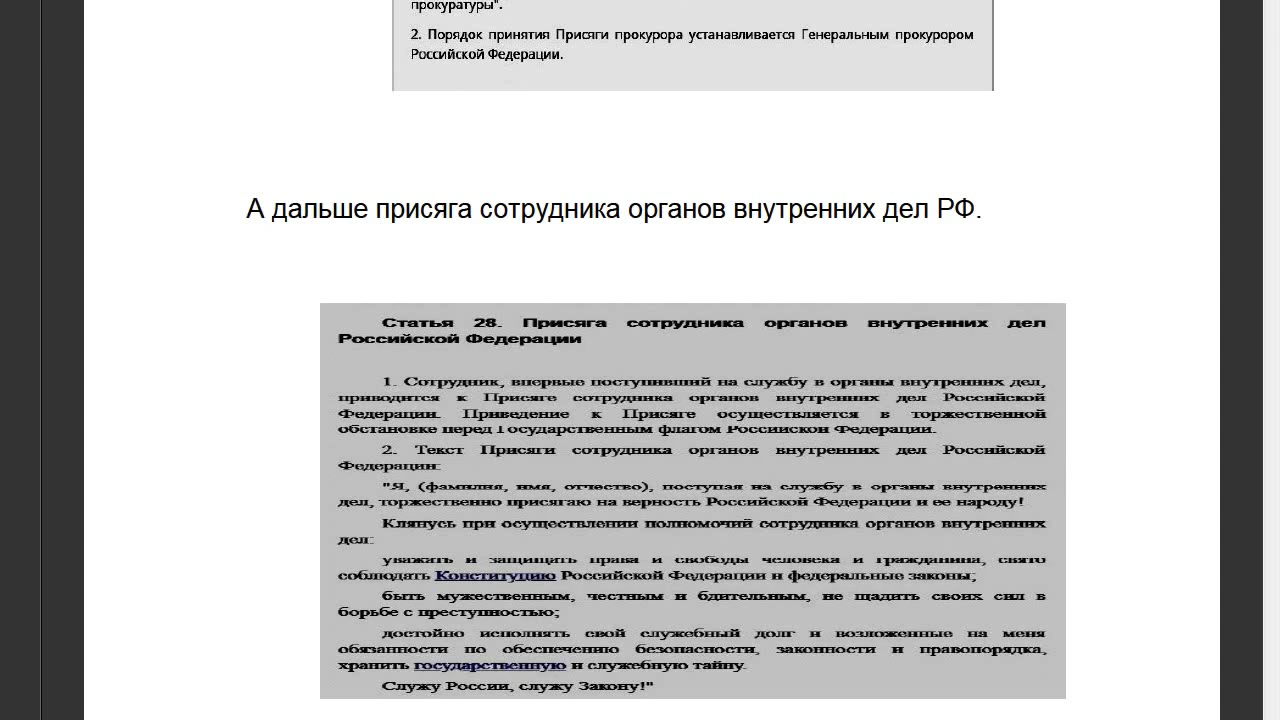 прокуратуры".
2. Порядок принятия Присяги прокурора устанавливается Генеральным прокурором
Российской Федерации.
А дальше присяга сотрудника органов внутренних дел РФ.
Статья 28. Присяга сотрудника органов внутренних дел
Российской Федерации
1. Сотрудник, впервые поступивший на службу в органы внутренних дел,
приводится к Присяге сотрудника органов внутренних дел Российской
Федерации. Приведение к Присяге осуществляется в торжественной
обстановке перед Государственным флагом Российской Федерации.
2. Текст Присяги сотрудника органов внутренних дел Российской
Федерации:
"Я, (фамилия, имя, отчество), поступая на службу в органы внутренних
дел, торжественно присягаю на верность Российской Федерации и ее народу!
Клянусь при осуществлении полномочий сотрудника органов внутренних
дел:
уважать и защищать права и свободы человека и гражданина, свято
соблюдать Конституцию Российской Федерации и федеральные законы;
быть мужественным, честным и бдительным, не щадить своих сил в
борьбе с преступностью;
достойно исполнять свой служебный долг и возложенные на меня
обязанности по обеспечению безопасности, законности и правопорядка,
хранить государственную и служебную тайну.
Служу России, служу Закону!"